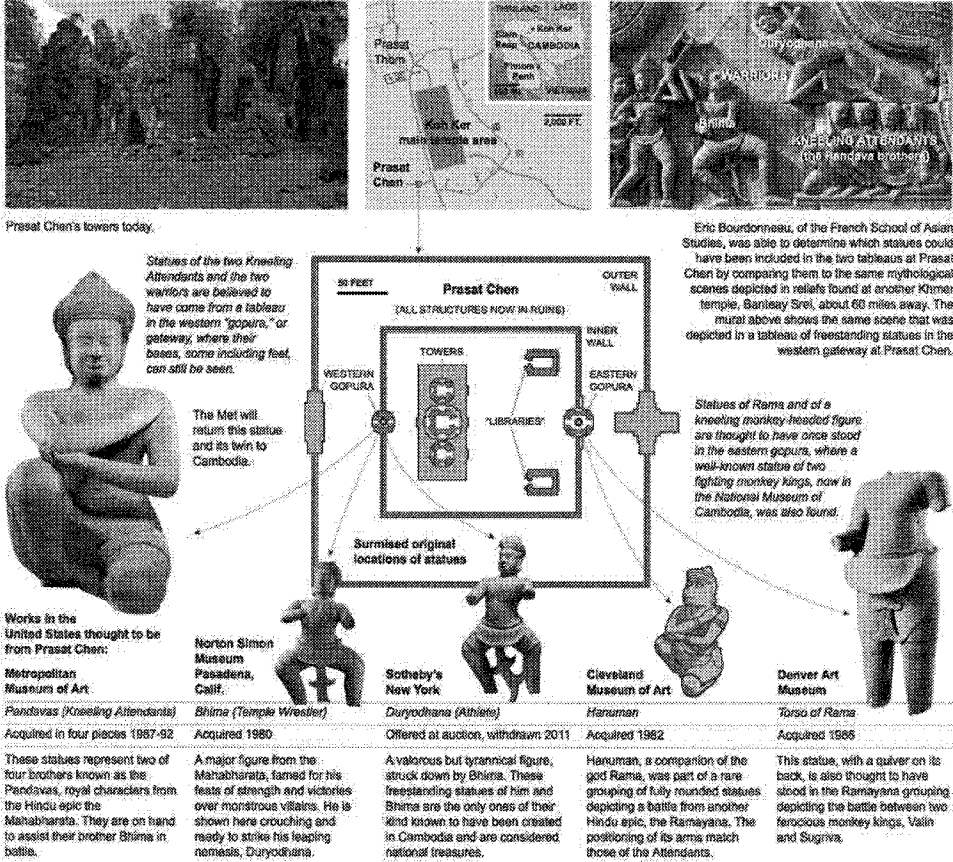 THAILAND
LAOS
Koh Ker
Siem
Reap
CAMBODIA
Phnom
Penh
VIETNAM
2,000 FT.
Prasat
Thom
Koh Ker
main temple area
Prasat
Chen
Duryodhana
WARRIORS
Bhima
KNEELING ATTENDANTS
(the Pandava brothers)
Prasat Chen's towers today.
Eric Bourdonneau, of the French School of Asian
Studies, was able to determine which statues could
have been included in the two tableaus at Prasat
Chen by comparing them to the same mythological
scenes depicted in reliefs found at another Khmer
temple, Banteay Srei, about 60 miles away. The
mural above shows the same scene that was
depicted in a tableau of freestanding statues in the
western gateway at Prasat Chen.
Statues of the two Kneeling
Attendants and the two
warriors are believed to
have come from a tableau
in the western "gopura," or
gateway, where their
bases, some including feet,
can still be seen.
The Met will
return this statue
and its twin to
Cambodia.
50 FEET
Prasat Chen
(ALL STRUCTURES NOW IN RUINS)
OUTER
WALL
INNER
WALL
WESTERN
GOPURA
TOWERS
"LIBRARIES"
EASTERN
GOPURA
Statues of Rama and of a
kneeling monkey-headed figure
are thought to have once stood
in the eastern gopura, where a
well-known statue of two
fighting monkey kings, now in
the National Museum of
Cambodia, was also found.
Surmised original
locations of statues
Works in the
United States thought to be
from Prasat Chen:
Metropolitan
Museum of Art
Pandavas (Kneeling Attendants)
Acquired in four pieces 1987-92
These statues represent two of
four brothers known as the
Pandavas, royal characters from
the Hindu epic the
Mahabharata. They are on hand
to assist their brother Bhima in
battle.
Norton Simon
Museum
Pasadena,
Calif.
Bhima (Temple Wrestler)
Acquired 1980
A major figure from the
Mahabharata, famed for his
feats of strength and victories
over monstrous villains. He is
shown here crouching and
ready to strike his leaping
nemesis, Duryodhana.
Sotheby's
New York
Duryodhana (Athlete)
Offered at auction, withdrawn 2011
A valorous but tyrannical figure,
struck down by Bhima. These
freestanding statues of him and
Bhima are the only ones of their
kind known to have been created
in Cambodia and are considered
national treasures.
Cleveland
Museum of Art
Hanuman
Acquired 1982
Hanuman, a companion of the
god Rama, was part of a rare
grouping of fully rounded statues
depicting a battle from another
Hindu epic, the Ramayana. The
positioning of its arms match
those of the Attendants.
Denver Art
Museum
Torso of Rama
Acquired 1986
This statue, with a quiver on its
back, is also thought to have
stood in the Ramayana grouping
depicting the battle between two
ferocious monkey kings, Valin
and Sugriva.